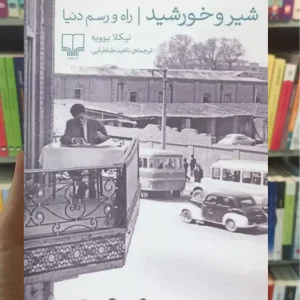 شیر و خورشید | راه و رسم دنیا
نیکلا بوویه
ترجمه‌ی ناهید طباطبایی